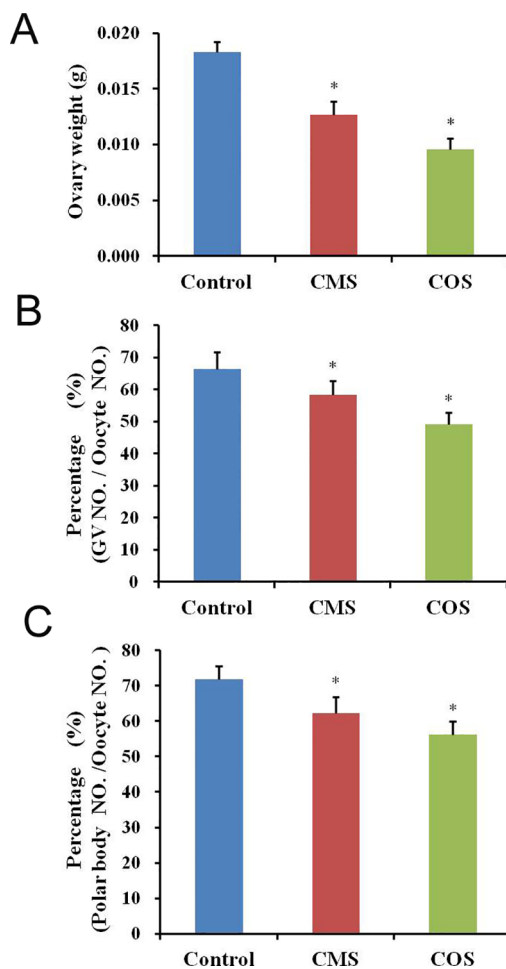 A
Ovary weight (g)
0.020
0.015
0.010
0.005
0.000
*
*
Control CMS COS
B
Percentage (%)
(GV NO. / Oocyte NO.)
80
70
60
50
40
30
20
10
0
*
*
Control CMS COS
C
Percentage (%)
(Polar body NO. /Oocyte NO. )
80
70
60
50
40
30
20
10
0
*
*
Control CMS COS